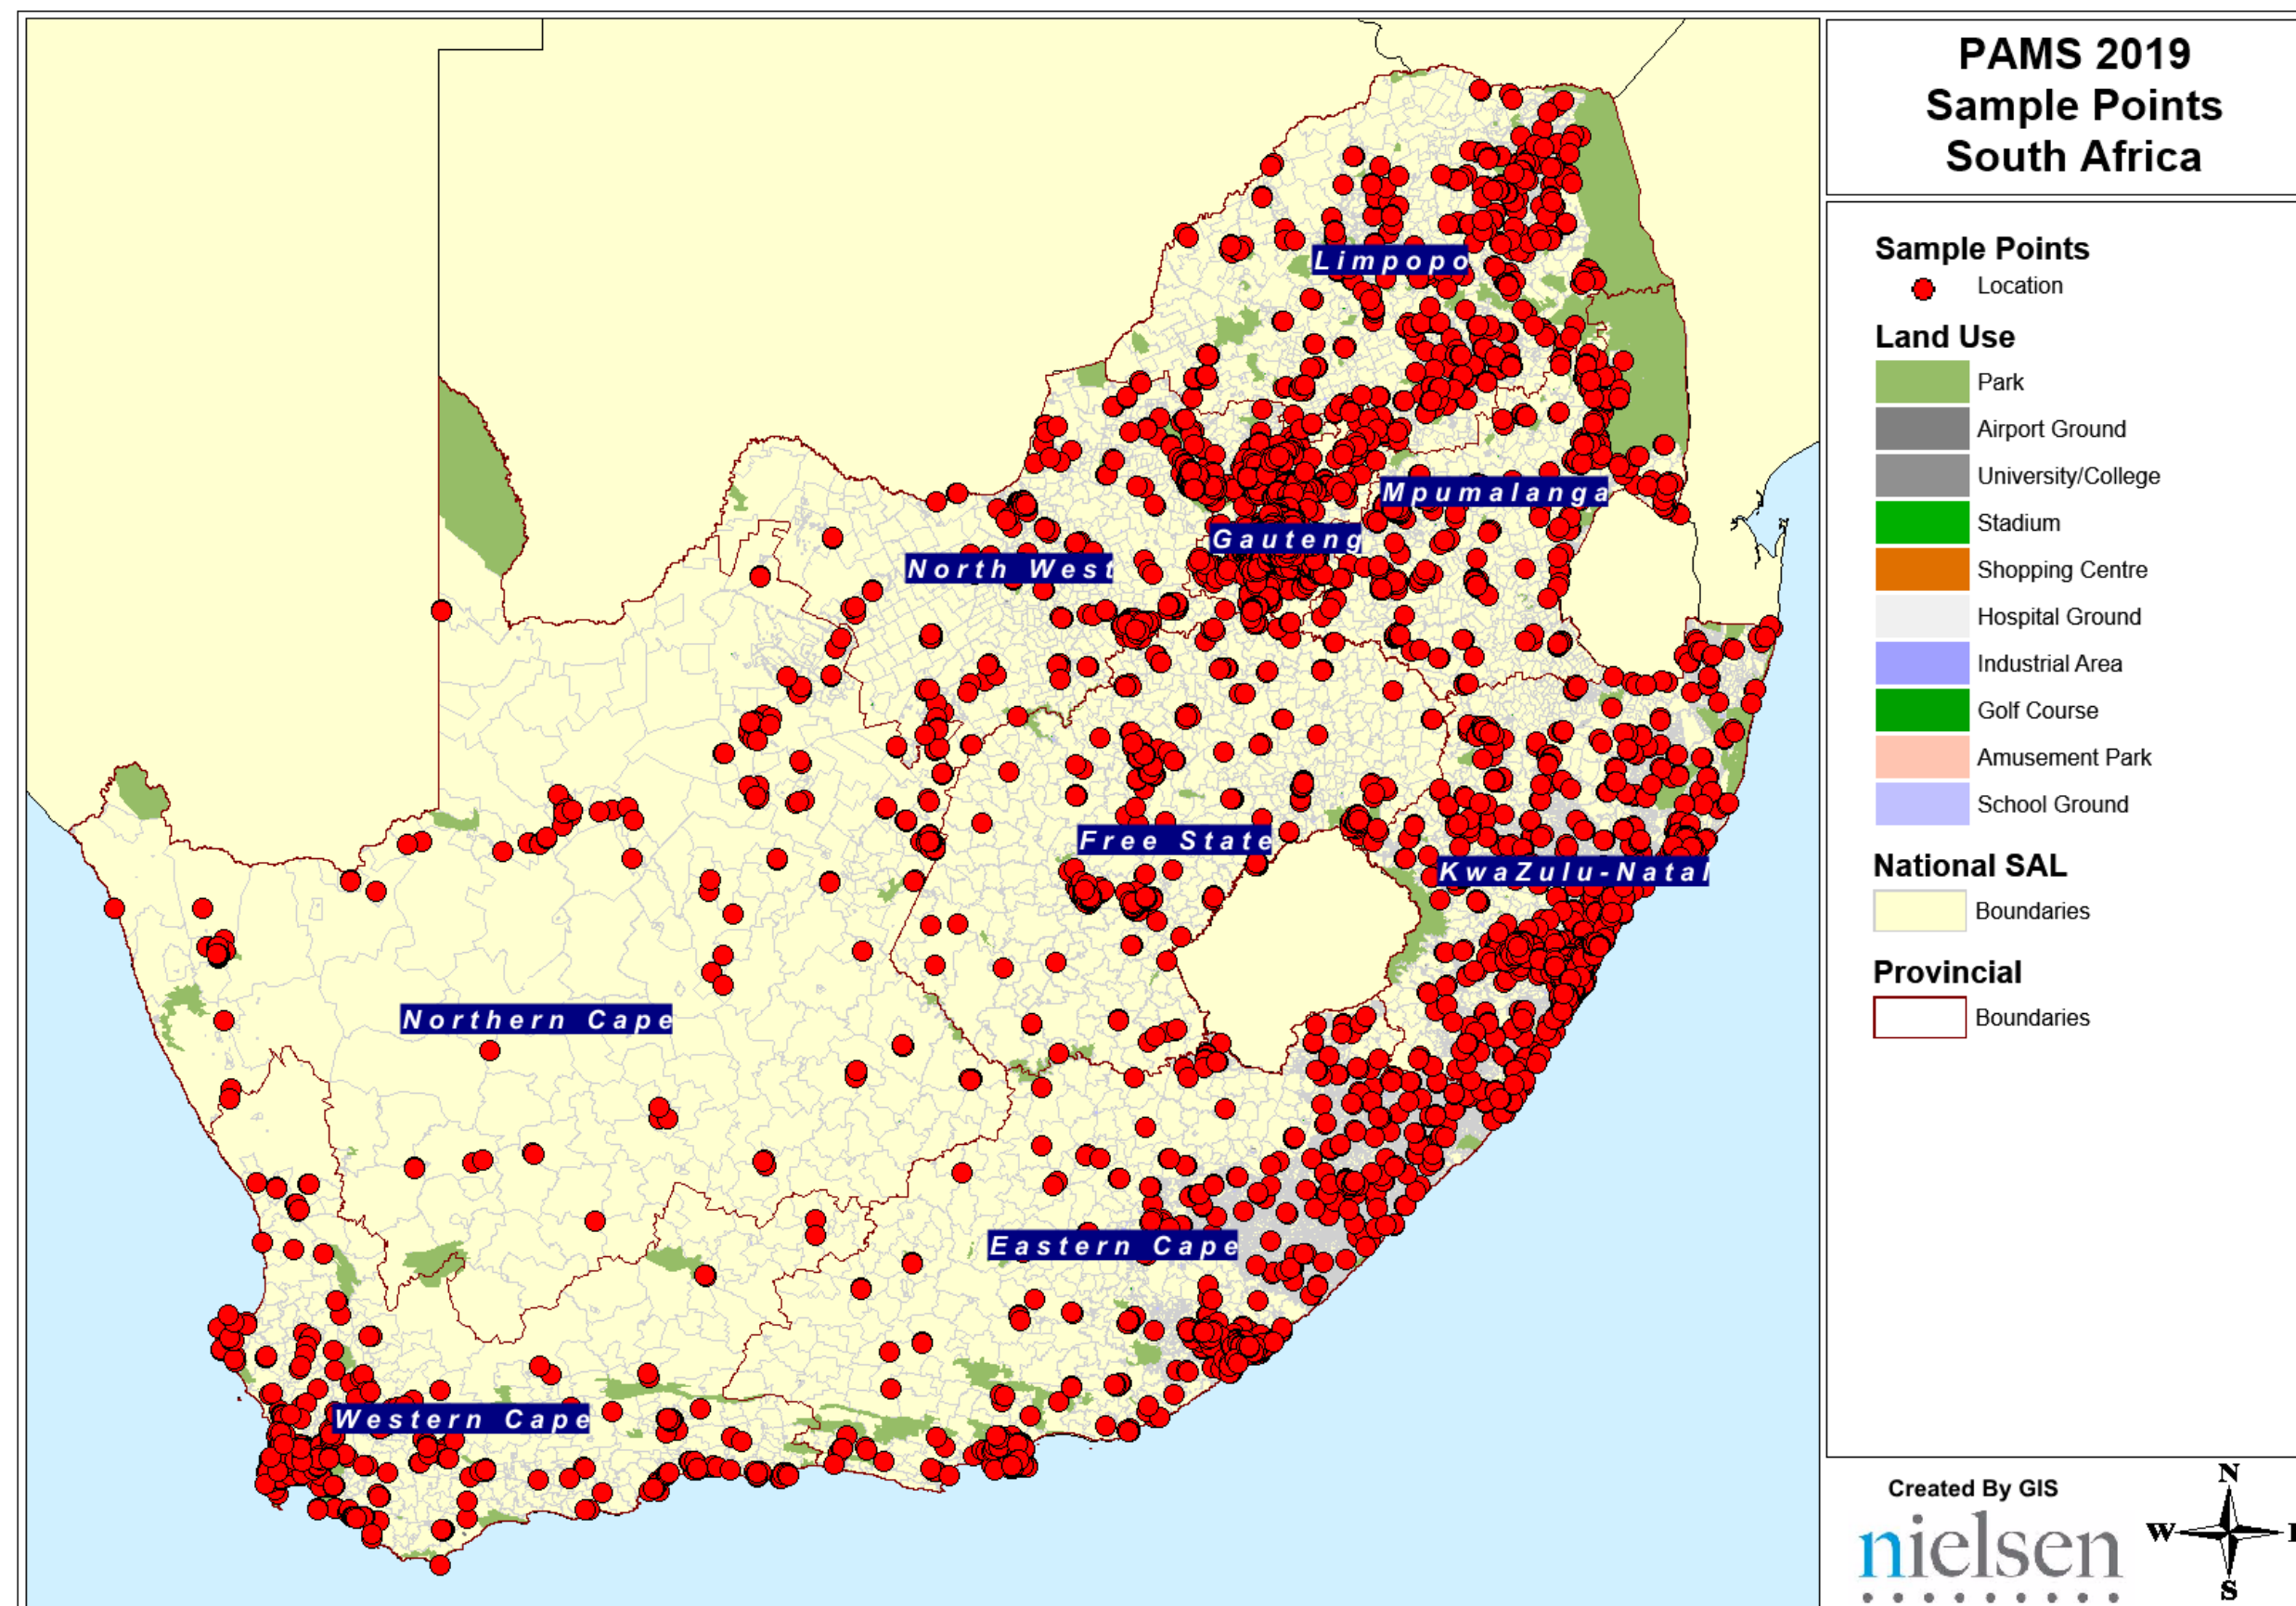 PAMS 2019
Sample Points
South Africa
Limpopo
Mpumalanga
Gauteng
North West
Free State
KwaZulu-Natal
Northern Cape
Eastern Cape
Western Cape
Sample Points
Location
Land Use
Park
Airport Ground
University/College
Stadium
Shopping Centre
Hospital Ground
Industrial Area
Golf Course
Amusement Park
School Ground
National SAL
Boundaries
Provincial
Boundaries
Created By GIS
nielsen
N
W
S